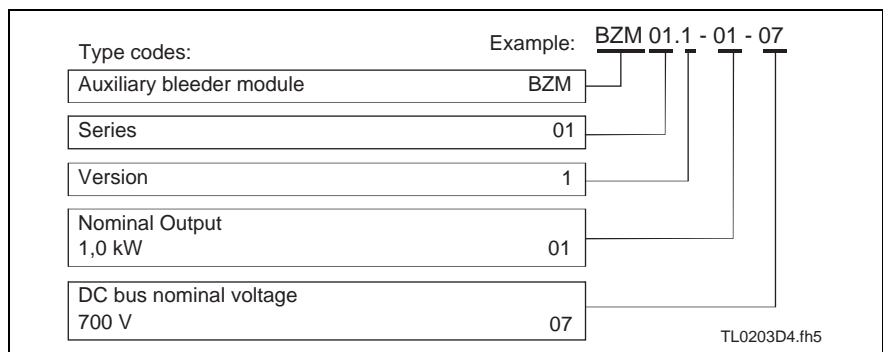 Type codes: Example: BZM 01.1 - 01 - 07
Auxiliary bleeder module BZM
Series 01
Version 1
Nominal Output
1,0 kW 01
DC bus nominal voltage
700 V 07
TL0203D4.fh5